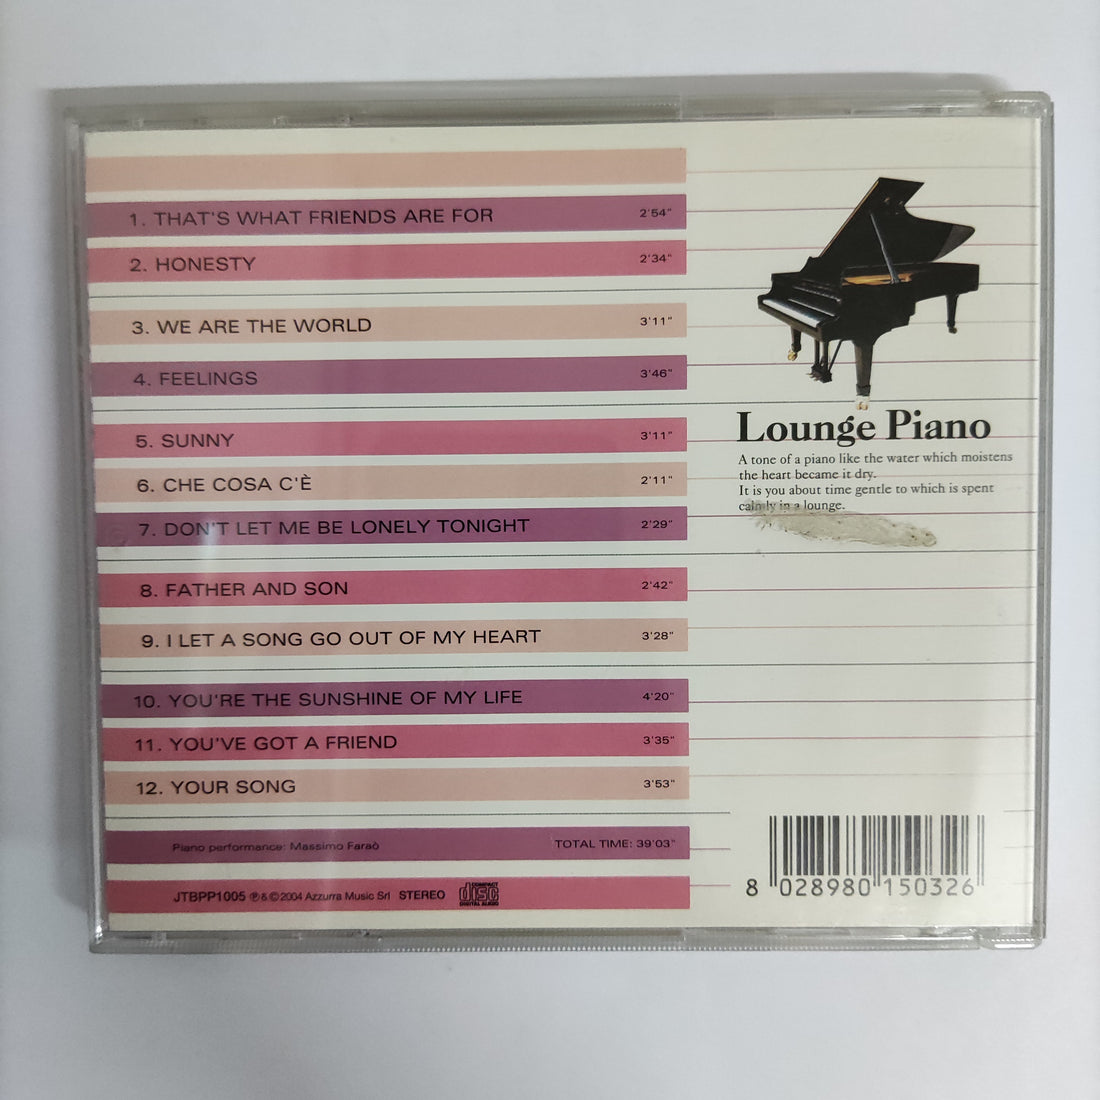 1. THAT'S WHAT FRIENDS ARE FOR 2'54"
2. HONESTY 2'34"
3. WE ARE THE WORLD 3'11"
4. FEELINGS 3'46"
5. SUNNY 3'11"
6. CHE COSA C'È 2'11"
7. DON'T LET ME BE LONELY TONIGHT 2'29"
8. FATHER AND SON 2'42"
9. I LET A SONG GO OUT OF MY HEART 3'28"
10. YOU'RE THE SUNSHINE OF MY LIFE 4'20"
11. YOU'VE GOT A FRIEND 3'35"
12. YOUR SONG 3'53"
Piano performance: Massimo Faraò TOTAL TIME: 39'03"
JTBPP1005 ℗&©2004 Azzurra Music Srl STEREO COMPACT disc DIGITAL AUDIO
Lounge Piano
A tone of a piano like the water which moistens
the heart became it dry.
It is you about time gentle to which is spent
calmly in a lounge.
8 028980 150326